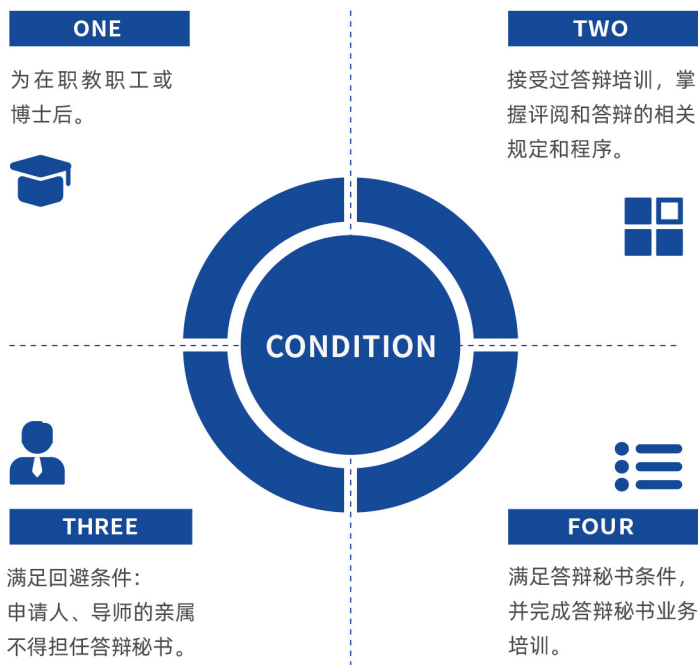 ONE
为在职教职工或
博士后。
TWO
接受过答辩培训，掌
握评阅和答辩的相关
规定和程序。
CONDITION
THREE
满足回避条件：
申请人、导师的亲属
不得担任答辩秘书。
FOUR
满足答辩秘书条件，
并完成答辩秘书业务
培训。